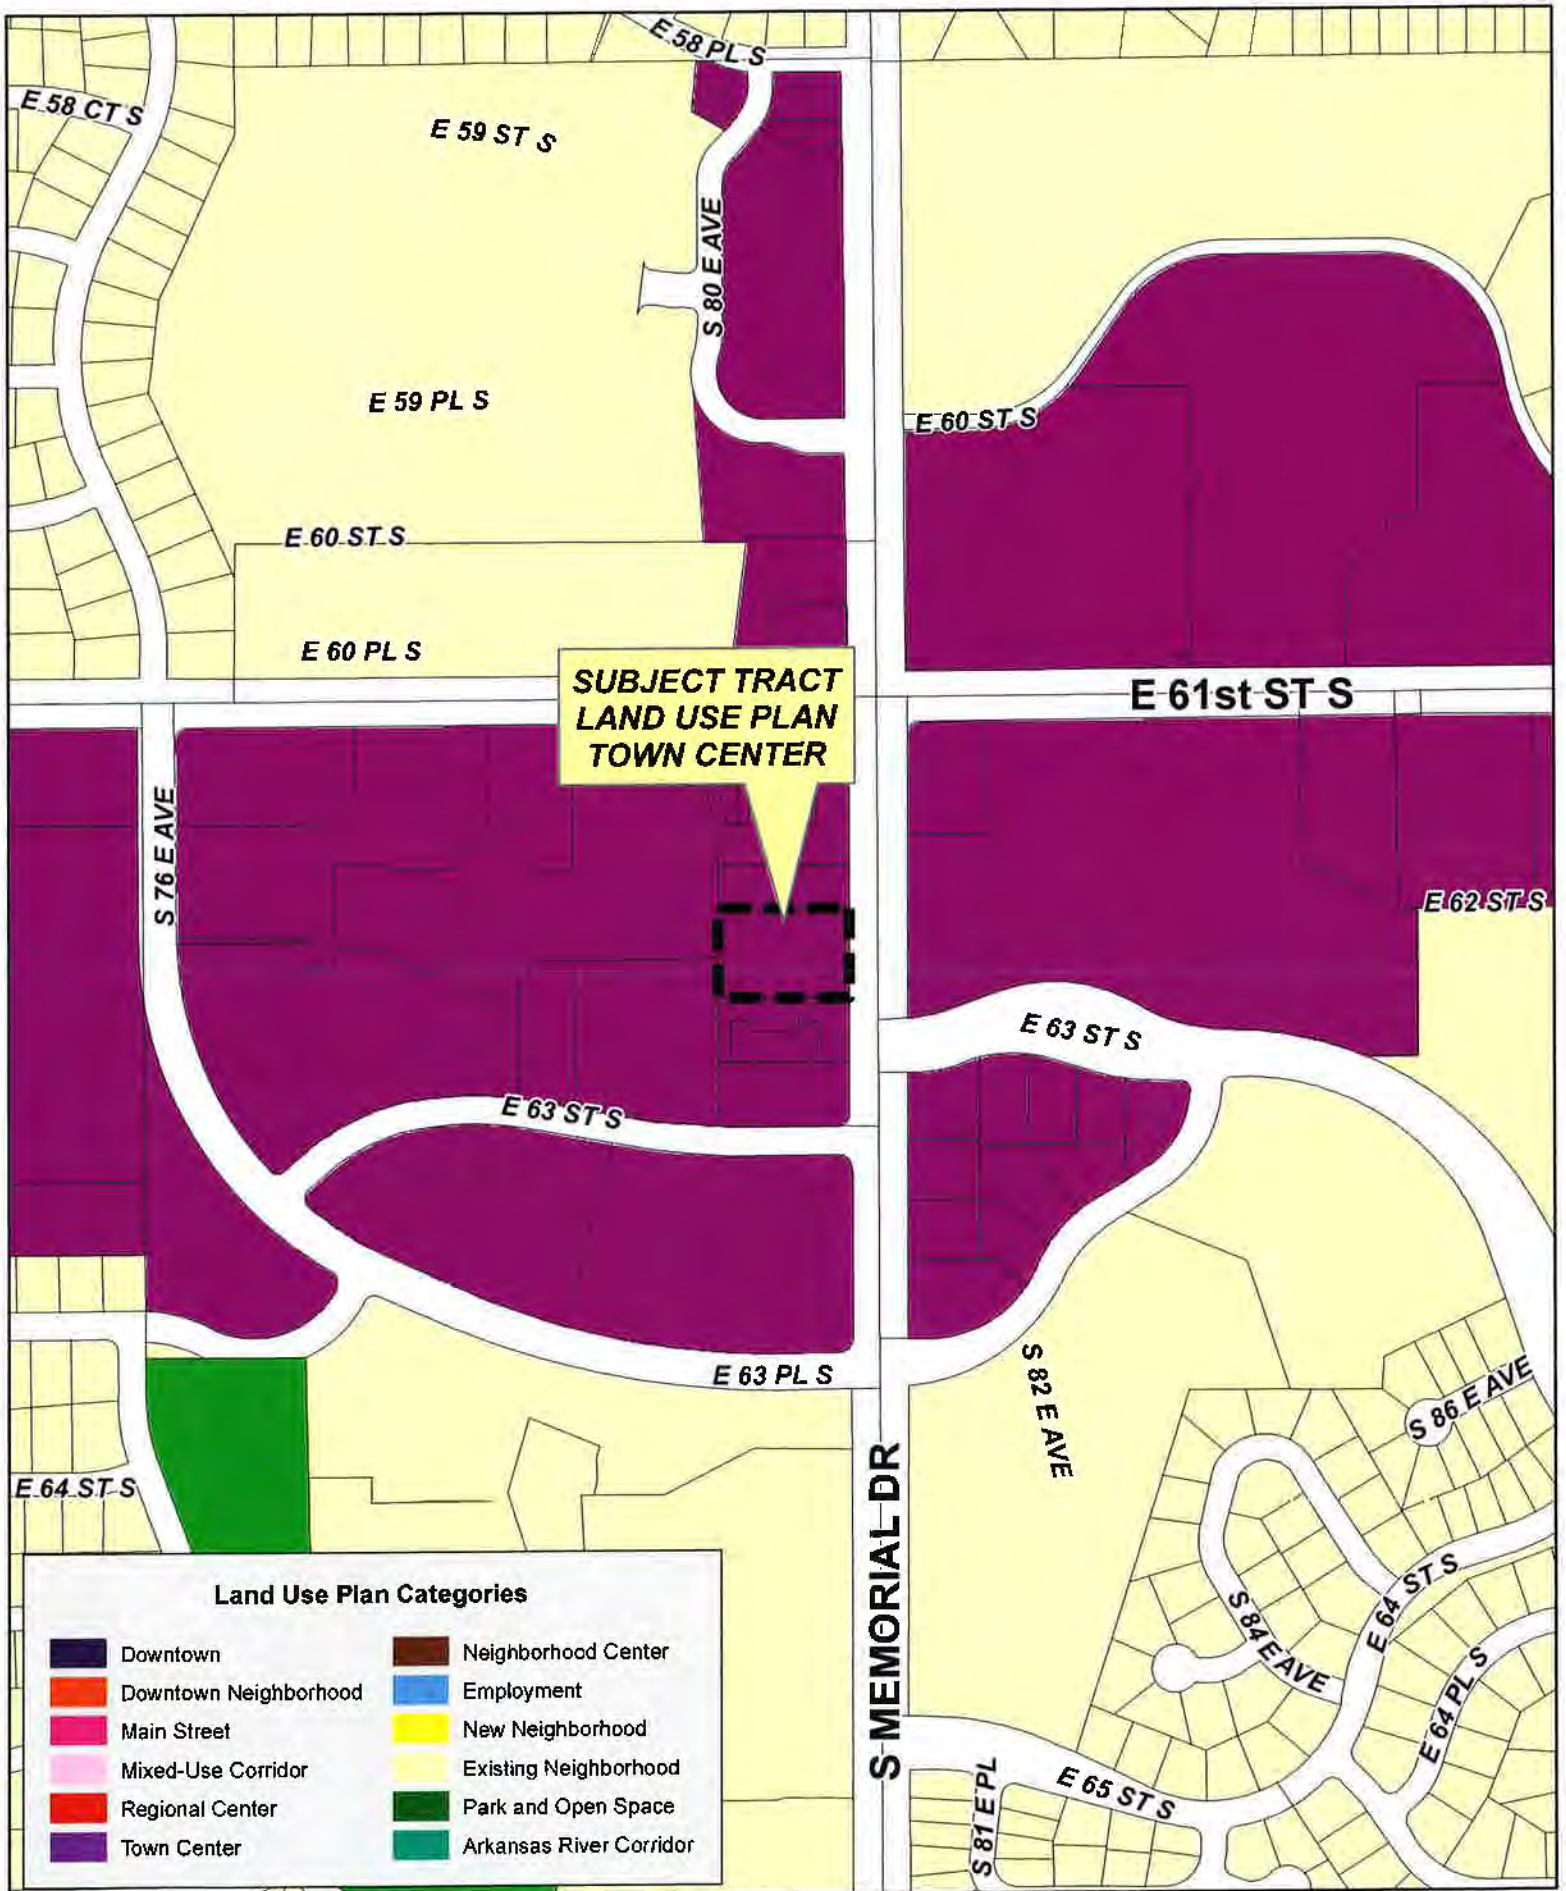 E 58 PL S
E 58 CT S
E 59 ST S
S 80 E AVE
E 59 PL S
E 60 ST S
E 60 ST S
E 60 PL S
SUBJECT TRACT
LAND USE PLAN
TOWN CENTER
E 61st ST S
S 76 E AVE
E 62 ST S
E 63 ST S
E 63 ST S
E 63 PL S
S 82 E AVE
S 86 E AVE
E 64 ST S
S MEMORIAL DR
E 64 ST S
S 84 E AVE
E 64 PL S
E 65 ST S
S 81 E PL
Land Use Plan Categories
Downtown
Downtown Neighborhood
Main Street
Mixed-Use Corridor
Regional Center
Town Center
Neighborhood Center
Employment
New Neighborhood
Existing Neighborhood
Park and Open Space
Arkansas River Corridor